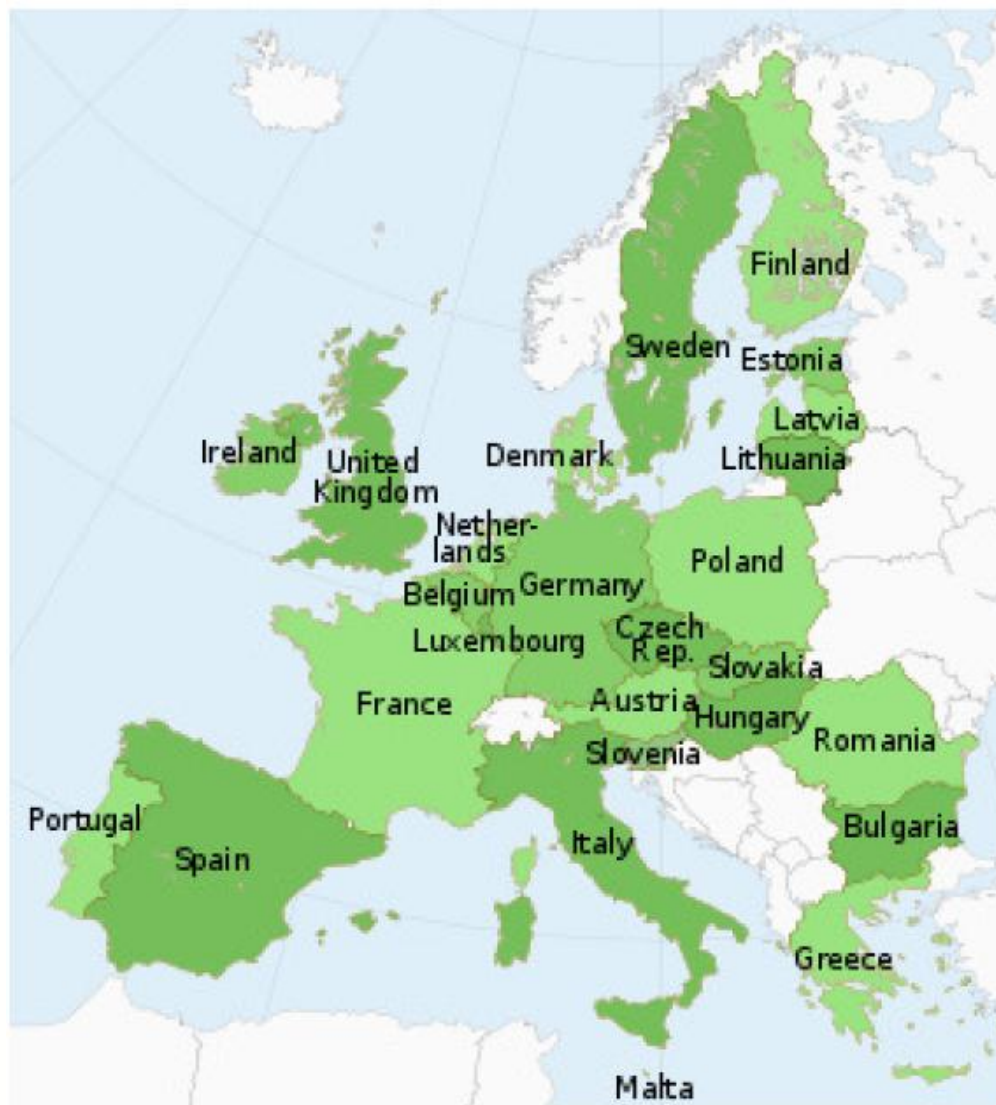 Finland
Sweden
Estonia
Latvia
Ireland
Denmark
Lithuania
United
Kingdom
Nether-
lands
Poland
Germany
Belgium
Czech
Rep.
Luxembourg
Slovakia
France
Austria
Hungary
Romania
Slovenia
Portugal
Bulgaria
Italy
Spain
Greece
Malta